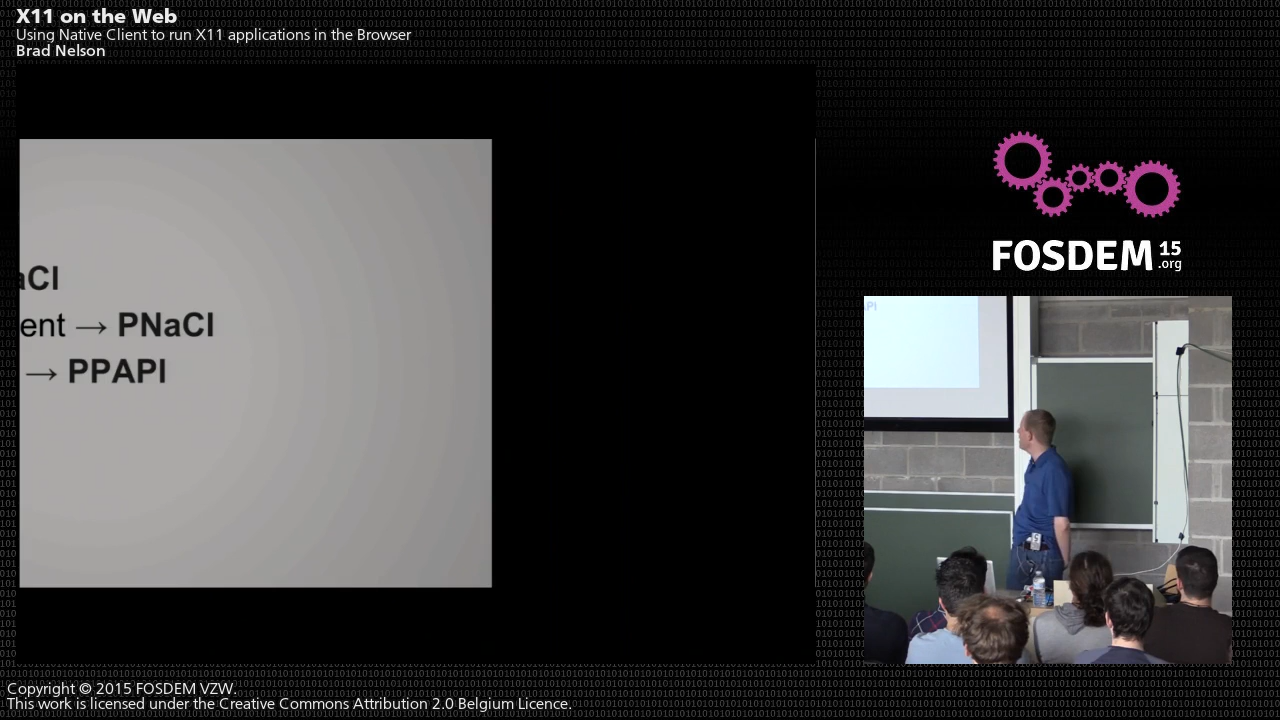 X11 on the Web
Using Native Client to run X11 applications in the Browser
Brad Nelson
aCl
ent → PNaCl
→ PPAPI
FOSDEM 15
.org
Copyright © 2015 FOSDEM VZW.
This work is licensed under the Creative Commons Attribution 2.0 Belgium Licence.